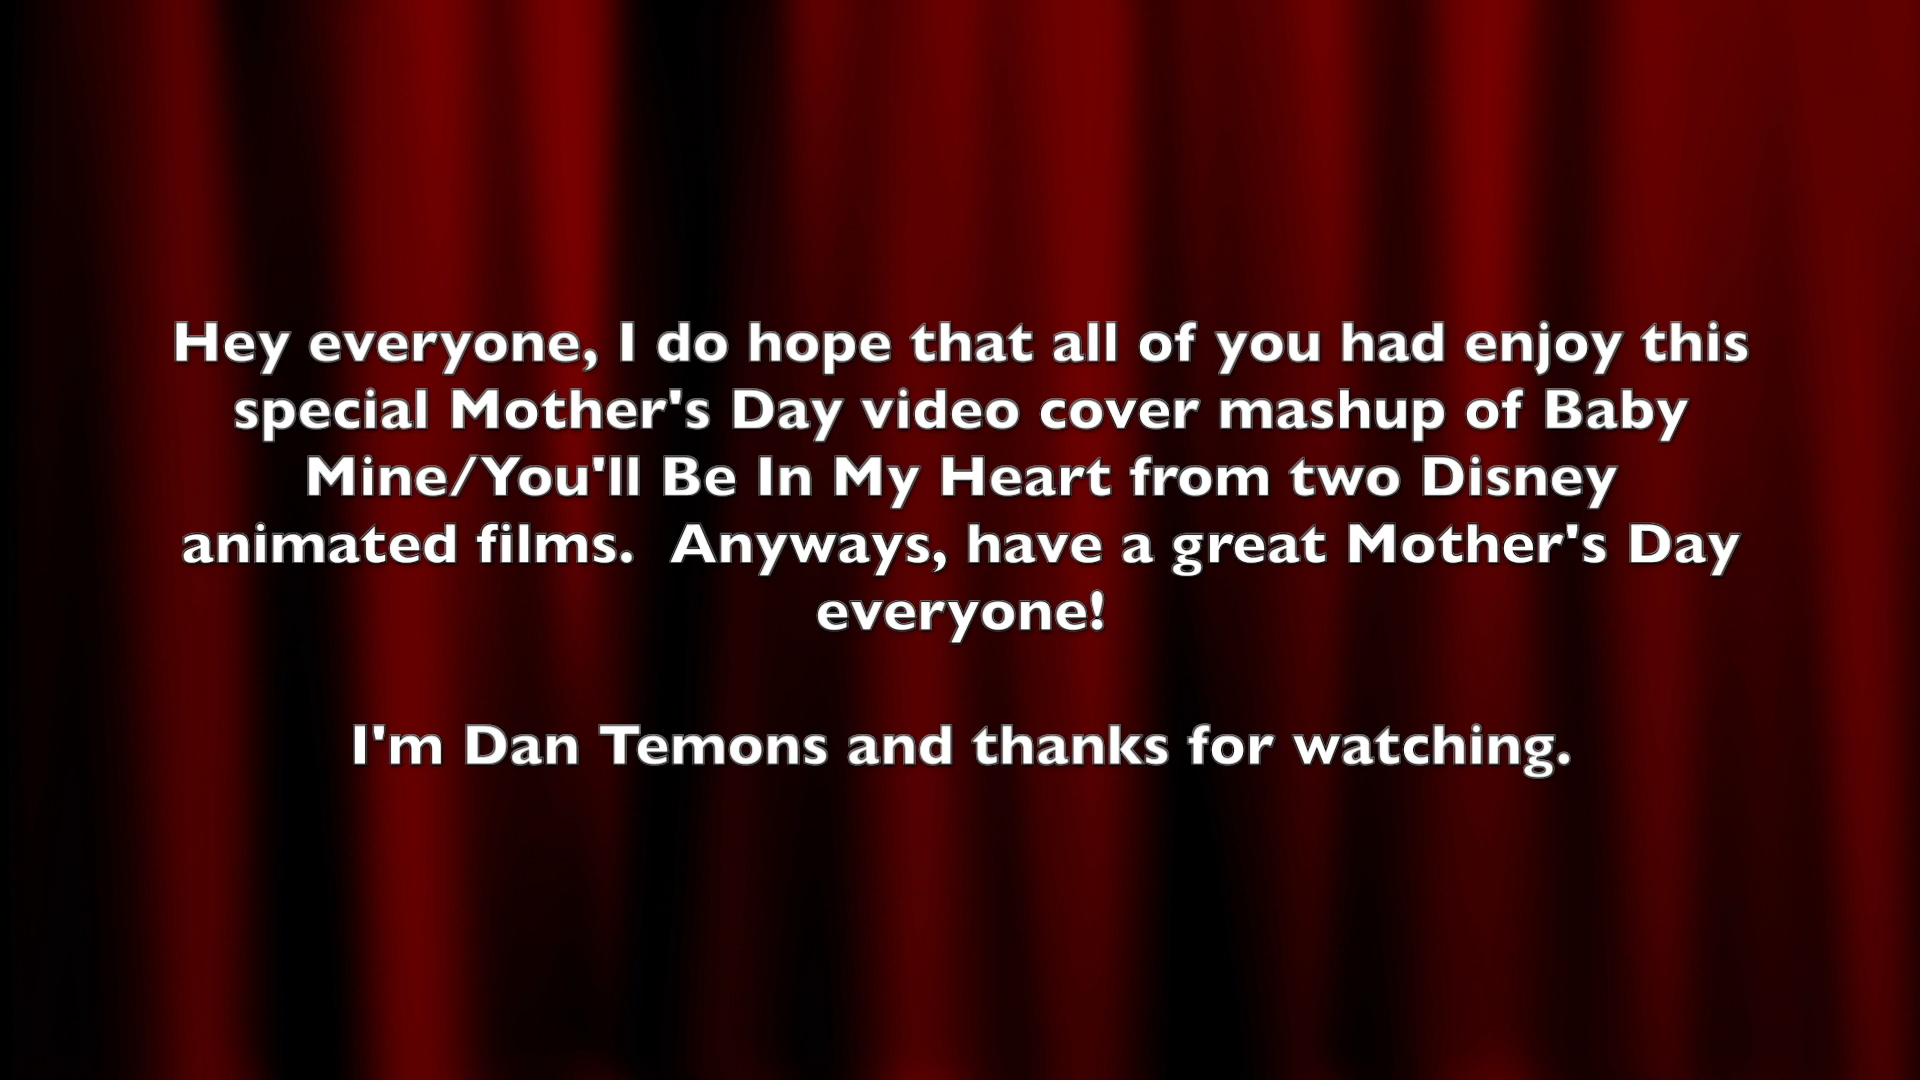 Hey everyone, I do hope that all of you had enjoy this
special Mother's Day video cover mashup of Baby
Mine/You'll Be In My Heart from two Disney
animated films.  Anyways, have a great Mother's Day
everyone!
I'm Dan Temons and thanks for watching.